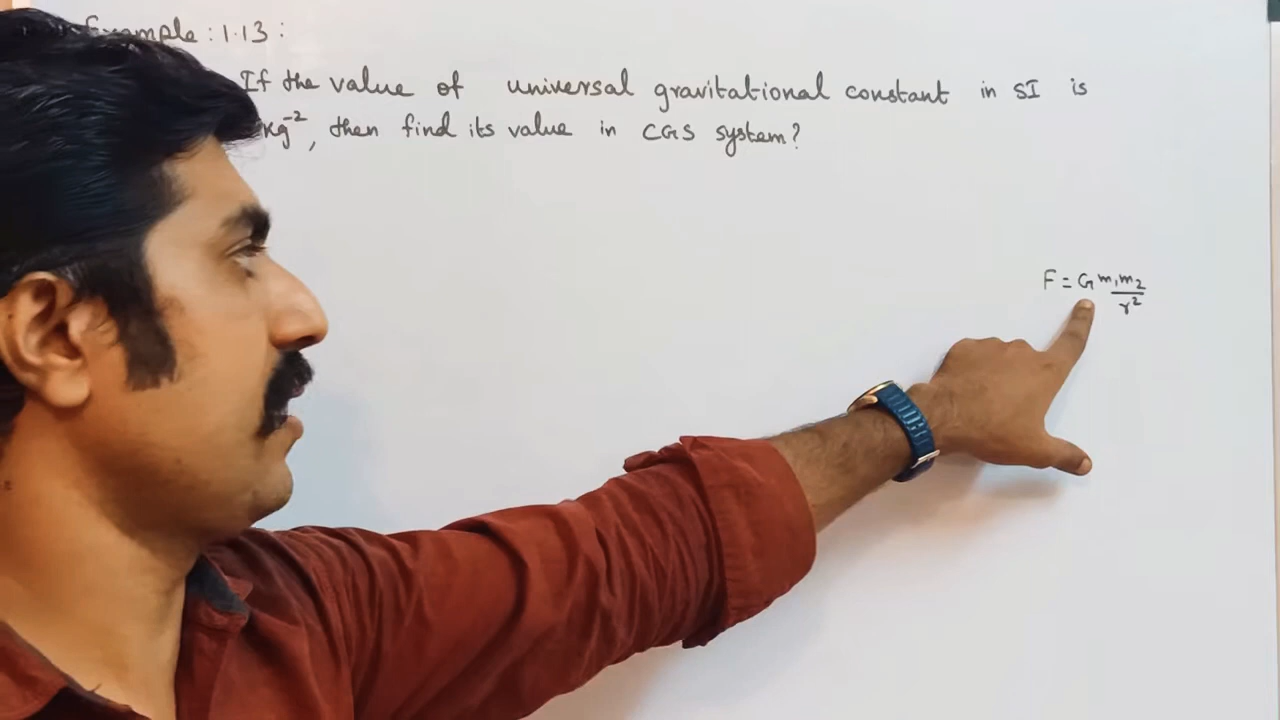 Example : 1.13 :
If the value of universal gravitational constant in SI is
kg⁻², then find its value in CGS system?
F = G m₁m₂/r²